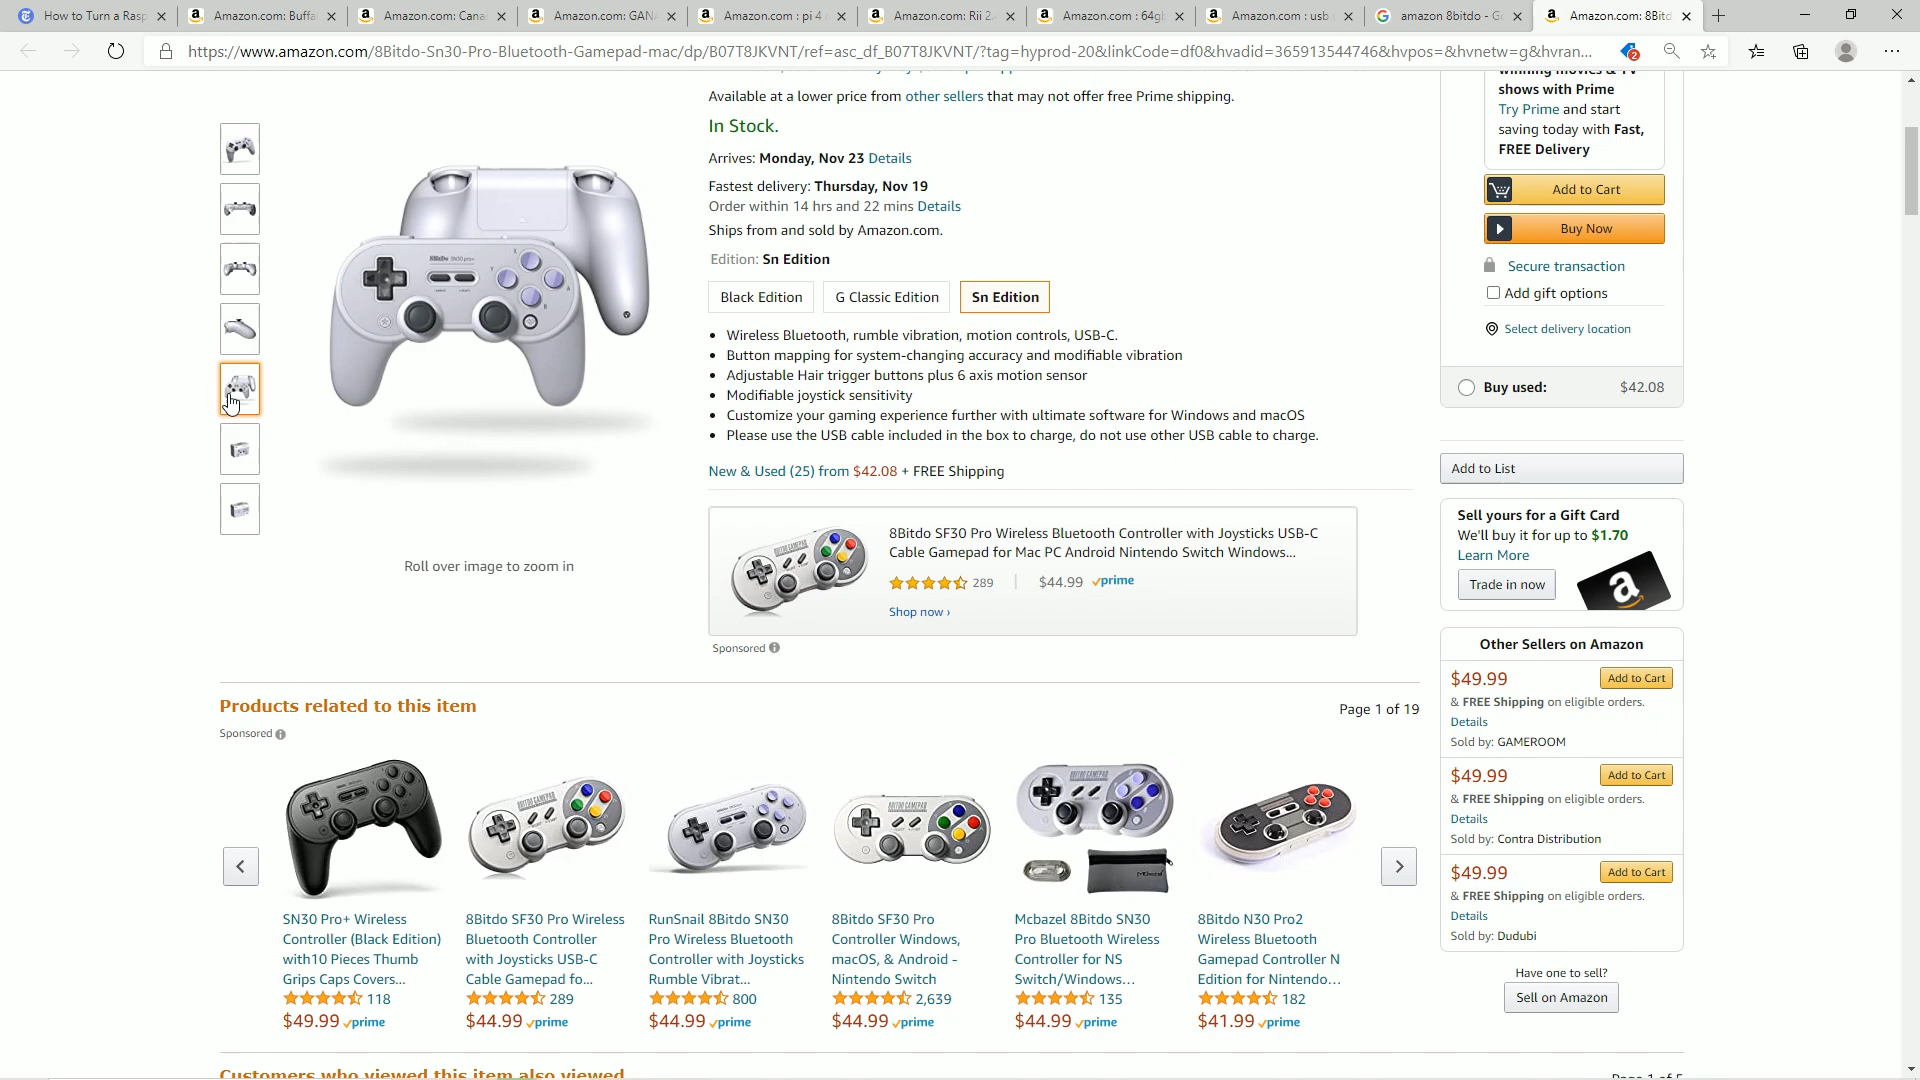 How to Turn a Rasp
Amazon.com: Buffa
Amazon.com: Cana
Amazon.com: GAN
Amazon.com : pi 4
Amazon.com: Rii 2.
Amazon.com : 64g
Amazon.com : usb
amazon 8bitdo - G
Amazon.com: 8Bitd
https://www.amazon.com/8Bitdo-Sn30-Pro-Bluetooth-Gamepad-mac/dp/B07T8JKVNT/ref=asc_df_B07T8JKVNT/?tag=hyprod-20&linkCode=df0&hvadid=365913544746&hvpos=&hvnetw=g&hvran...
2
Available at a lower price from other sellers that may not offer free Prime shipping.
In Stock.
Arrives: Monday, Nov 23 Details
Fastest delivery: Thursday, Nov 19
Order within 14 hrs and 22 mins Details
Ships from and sold by Amazon.com.
Edition: Sn Edition
Black Edition
G Classic Edition
Sn Edition
• Wireless Bluetooth, rumble vibration, motion controls, USB-C.
• Button mapping for system-changing accuracy and modifiable vibration
• Adjustable Hair trigger buttons plus 6 axis motion sensor
• Modifiable joystick sensitivity
• Customize your gaming experience further with ultimate software for Windows and macOS
• Please use the USB cable included in the box to charge, do not use other USB cable to charge.
New & Used (25) from $42.08 + FREE Shipping
8Bitdo SF30 Pro Wireless Bluetooth Controller with Joysticks USB-C
Cable Gamepad for Mac PC Android Nintendo Switch Windows...
289
$44.99 prime
Shop now ›
Sponsored
Roll over image to zoom in
winning movies & TV
shows with Prime
Try Prime and start
saving today with Fast,
FREE Delivery
Add to Cart
Buy Now
Secure transaction
Add gift options
Select delivery location
Buy used: $42.08
Add to List
Sell yours for a Gift Card
We'll buy it for up to $1.70
Learn More
Trade in now
Other Sellers on Amazon
$49.99 Add to Cart
& FREE Shipping on eligible orders.
Details
Sold by: GAMEROOM
$49.99 Add to Cart
& FREE Shipping on eligible orders.
Details
Sold by: Contra Distribution
$49.99 Add to Cart
& FREE Shipping on eligible orders.
Details
Sold by: Dudubi
Have one to sell?
Sell on Amazon
Products related to this item
Page 1 of 19
Sponsored
SN30 Pro+ Wireless
Controller (Black Edition)
with10 Pieces Thumb
Grips Caps Covers...
118
$49.99 prime
8Bitdo SF30 Pro Wireless
Bluetooth Controller
with Joysticks USB-C
Cable Gamepad fo...
289
$44.99 prime
RunSnail 8Bitdo SN30
Pro Wireless Bluetooth
Controller with Joysticks
Rumble Vibrat...
800
$44.99 prime
8Bitdo SF30 Pro
Controller Windows,
macOS, & Android -
Nintendo Switch
2,639
$44.99 prime
Mcbazel 8Bitdo SN30
Pro Bluetooth Wireless
Controller for NS
Switch/Windows...
135
$44.99 prime
8Bitdo N30 Pro2
Wireless Bluetooth
Gamepad Controller N
Edition for Nintendo...
182
$41.99 prime
Customers who viewed this item also viewed
Page 1 of 5